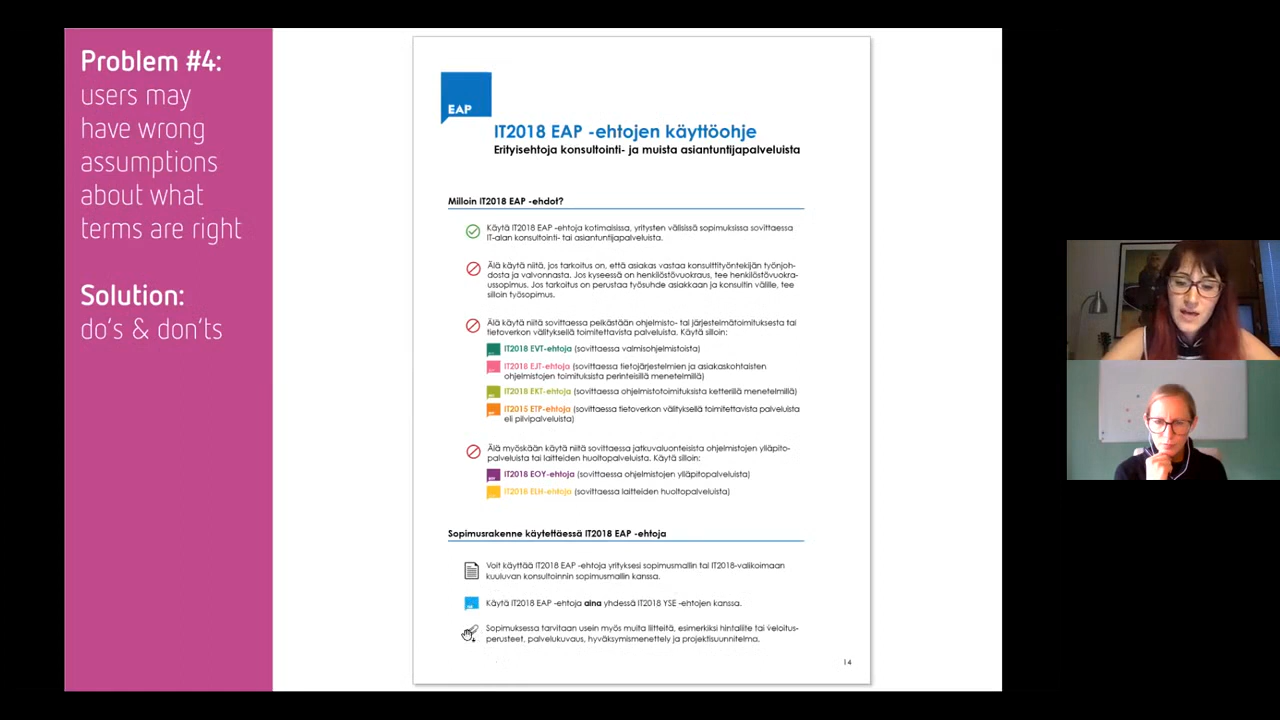 Problem #4:
users may
have wrong
assumptions
about what
terms are right
Solution:
do's & don'ts
EAP
IT2018 EAP -ehtojen käyttöohje
Erityisehtoja konsultointi- ja muista asiantuntijapalveluista
Milloin IT2018 EAP -ehdot?
Käytä IT2018 EAP -ehtoja kotimaisissa, yritysten välisissä sopimuksissa sovittaessa
IT-alan konsultointi- tai asiantuntijapalveluista.
Älä käytä niitä, jos tarkoitus on, että asiakas vastaa konsulttityöntekijän työnjoh-
dosta ja valvonnasta. Jos kyseessä on henkilöstövuokraus, tee henkilöstövuokra-
ussopimus. Jos tarkoitus on perustaa työsuhde asiakkaan ja konsultin välille, tee
silloin työsopimus.
Älä käytä niitä sovittaessa pelkästään ohjelmisto- tai järjestelmätoimituksesta tai
tietoverkon välityksellä toimitettavista palveluista. Käytä silloin:
IT2018 EVT-ehtoja (sovittaessa valmisohjelmistoista)
IT2018 EJT-ehtoja (sovittaessa tietojärjestelmien ja asiakaskohtaisten
ohjelmistojen toimituksista perinteisillä menetelmillä)
IT2018 EKT-ehtoja (sovittaessa ohjelmistotoimituksista ketterillä menetelmillä)
IT2015 ETP-ehtoja (sovittaessa tietoverkon välityksellä toimitettavista palveluista
eli pilvipalveluista)
Älä myöskään käytä niitä sovittaessa jatkuvaluonteisista ohjelmistojen ylläpito-
palveluista tai laitteiden huoltopalveluista. Käytä silloin:
IT2018 EOY-ehtoja (sovittaessa ohjelmistojen ylläpitopalveluista)
IT2018 ELH-ehtoja (sovittaessa laitteiden huoltopalveluista)
Sopimusrakenne käytettäessä IT2018 EAP -ehtoja
Voit käyttää IT2018 EAP -ehtoja yrityksesi sopimusmallin tai IT2018-valikoimaan
kuuluvan konsultoinnin sopimusmallin kanssa.
Käytä IT2018 EAP -ehtoja aina yhdessä IT2018 YSE -ehtojen kanssa.
Sopimuksessa tarvitaan usein myös muita liitteitä, esimerkiksi hintaliite tai veloitus-
perusteet, palvelukuvaus, hyväksymismenettely ja projektisuunnitelma.
14